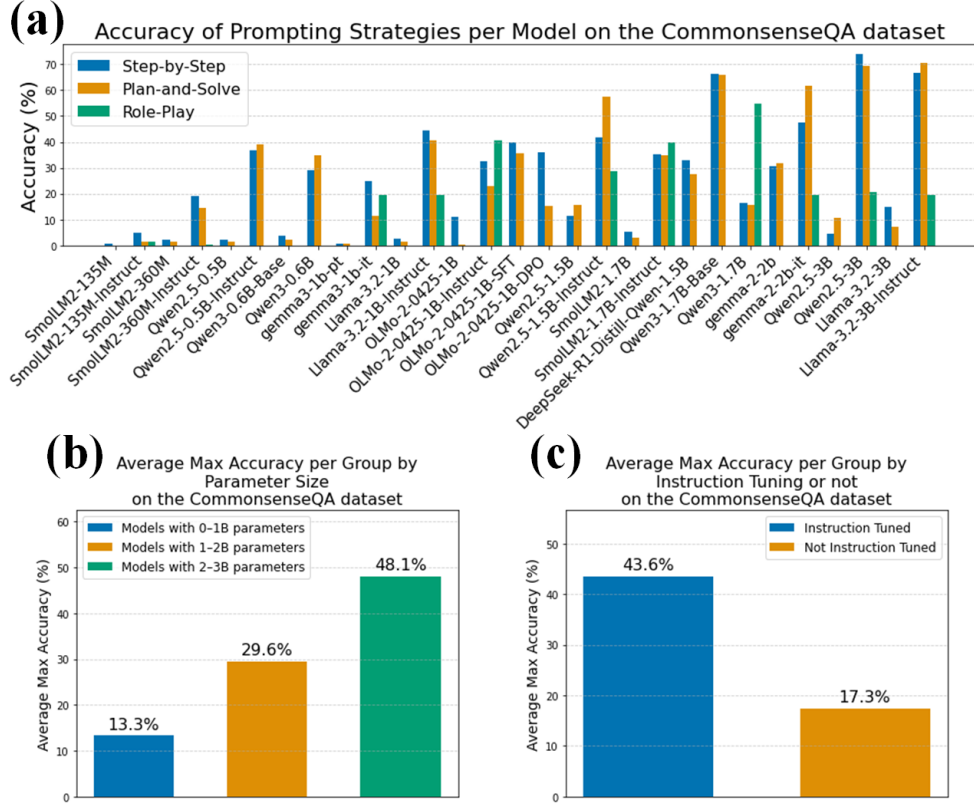 (a)
Accuracy of Prompting Strategies per Model on the CommonsenseQA dataset
Accuracy (%)
70
60
50
40
30
20
10
0
Step-by-Step
Plan-and-Solve
Role-Play
SmolLM2-135M
SmolLM2-135M-Instruct
SmolLM2-360M
SmolLM2-360M-Instruct
Qwen2.5-0.5B
Qwen2.5-0.5B-Instruct
Qwen3-0.6B-Base
Qwen3-0.6B
gemma-3-1b-pt
gemma-3-1b-it
Llama-3.2-1B
Llama-3.2-1B-Instruct
OLMo-2-0425-1B
OLMo-2-0425-1B-Instruct
OLMo-2-0425-1B-SFT
OLMo-2-0425-1B-DPO
Qwen2.5-1.5B
Qwen2.5-1.5B-Instruct
SmolLM2-1.7B
SmolLM2-1.7B-Instruct
DeepSeek-R1-Distill-Qwen-1.5B
Qwen3-1.7B-Base
Qwen3-1.7B
gemma-2-2b
gemma-2-2b-it
Qwen2.5-3B
Qwen2.5-3B
Llama-3.2-3B
Llama-3.2-3B-Instruct
(b)
Average Max Accuracy per Group by
Parameter Size
on the CommonsenseQA dataset
Average Max Accuracy (%)
60
50
40
30
20
10
0
Models with 0–1B parameters
Models with 1–2B parameters
Models with 2–3B parameters
13.3%
29.6%
48.1%
(c)
Average Max Accuracy per Group by
Instruction Tuning or not
on the CommonsenseQA dataset
Average Max Accuracy (%)
50
40
30
20
10
0
Instruction Tuned
Not Instruction Tuned
43.6%
17.3%